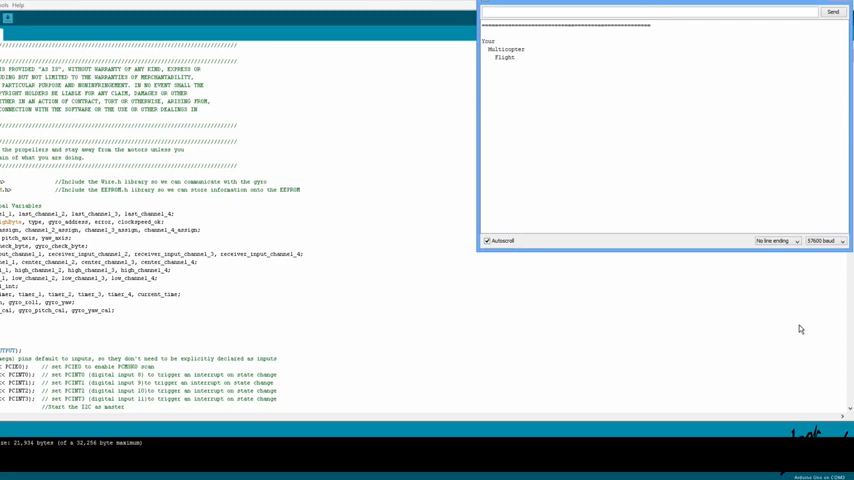 ols Help
Send
===================================================
Your
Multicopter
Flight
Autoscroll
No line ending
57600 baud
////////////////////////////////////////////////////////////////////////
////////////////////////////////////////////////////////////////////////
IS PROVIDED "AS IS", WITHOUT WARRANTY OF ANY KIND, EXPRESS OR
UDING BUT NOT LIMITED TO THE WARRANTIES OF MERCHANTABILITY,
PARTICULAR PURPOSE AND NONINFRINGEMENT. IN NO EVENT SHALL THE
PYRIGHT HOLDERS BE LIABLE FOR ANY CLAIM, DAMAGES OR OTHER
ETHER IN AN ACTION OF CONTRACT, TORT OR OTHERWISE, ARISING FROM,
CONNECTION WITH THE SOFTWARE OR THE USE OR OTHER DEALINGS IN
////////////////////////////////////////////////////////////////////////
////////////////////////////////////////////////////////////////////////
the propellers and stay away from the motors unless you
ain of what you are doing.
////////////////////////////////////////////////////////////////////////
h> //Include the Wire.h library so we can communicate with the gyro
M.h> //Include the EEPROM.h library so we can store information onto the EEPROM
bal Variables
el_1, last_channel_2, last_channel_3, last_channel_4;
highByte, type, gyro_address, error, clockspeed_ok;
assign, channel_2_assign, channel_3_assign, channel_4_assign;
pitch_axis, yaw_axis;
heck_byte, gyro_check_byte;
nput_channel_1, receiver_input_channel_2, receiver_input_channel_3, receiver_input_channel_4;
nel_1, center_channel_2, center_channel_3, center_channel_4;
l_1, high_channel_2, high_channel_3, high_channel_4;
_1, low_channel_2, low_channel_3, low_channel_4;
_int;
imer, timer_1, timer_2, timer_3, timer_4, current_time;
h, gyro_roll, gyro_yaw;
_cal, gyro_pitch_cal, gyro_yaw_cal;
UTPUT);
ega) pins default to inputs, so they don't need to be explicitly declared as inputs
< PCIE0); // set PCIE0 to enable PCMSK0 scan
<< PCINT0); // set PCINT0 (digital input 8) to trigger an interrupt on state change
<< PCINT1); // set PCINT1 (digital input 9)to trigger an interrupt on state change
<< PCINT2); // set PCINT2 (digital input 10)to trigger an interrupt on state change
<< PCINT3); // set PCINT3 (digital input 11)to trigger an interrupt on state change
//Start the I2C as master
ze: 21,934 bytes (of a 32,256 byte maximum)
Arduino Uno on COM3